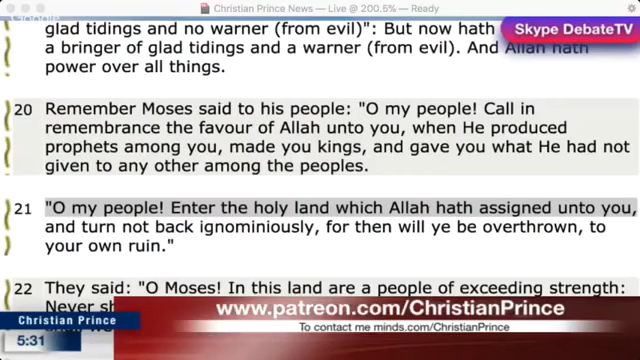 Christian Prince News — Live @ 200.5% — Ready
glad tidings and no warner (from evil)": But now hath
Skype DebateTV
a bringer of glad tidings and a warner (from evil). And Allah hath
power over all things.
20 Remember Moses said to his people: "O my people! Call in
remembrance the favour of Allah unto you, when He produced
prophets among you, made you kings, and gave you what He had not
given to any other among the peoples.
21 "O my people! Enter the holy land which Allah hath assigned unto you,
and turn not back ignominiously, for then will ye be overthrown, to
your own ruin."
22 They said: "O Moses! In this land are a people of exceeding strength:
Never
www.patreon.com/ChristianPrince
Christian Prince
To contact me minds.com/ChristianPrince
5:31